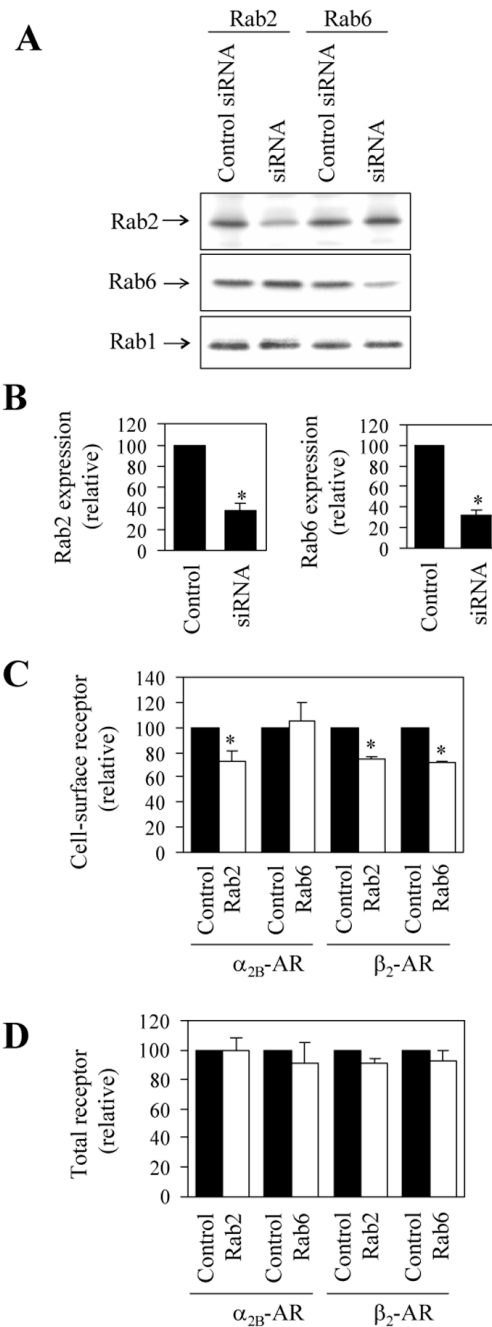 A
Rab2 Rab6
Control siRNA
siRNA
Control siRNA
siRNA
Rab2
Rab6
Rab1
B
Rab2 expression
(relative)
120
100
80
60
40
20
0
*
Control
siRNA
Rab6 expression
(relative)
120
100
80
60
40
20
0
*
Control
siRNA
C
Cell-surface receptor
(relative)
140
120
100
80
60
40
20
0
* * *
Control
Rab2
Control
Rab6
Control
Rab2
Control
Rab6
α2B-AR β2-AR
D
Total receptor
(relative)
120
100
80
60
40
20
0
Control
Rab2
Control
Rab6
Control
Rab2
Control
Rab6
α2B-AR β2-AR